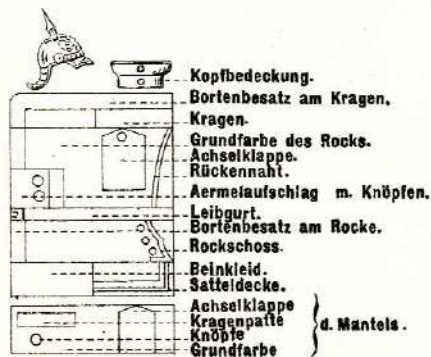 Kopfbedeckung.
Bortenbesatz am Kragen.
Kragen.
Grundfarbe des Rocks.
Achselklappe.
Rückennaht.
Aermelaufschlag m. Knöpfen.
Leibgurt.
Bortenbesatz am Rocke.
Rockschoss.
Beinkleid.
Satteldecke.
Achselklappe
Kragenpatte
Knöpfe
Grundfarbe
d. Mantels.